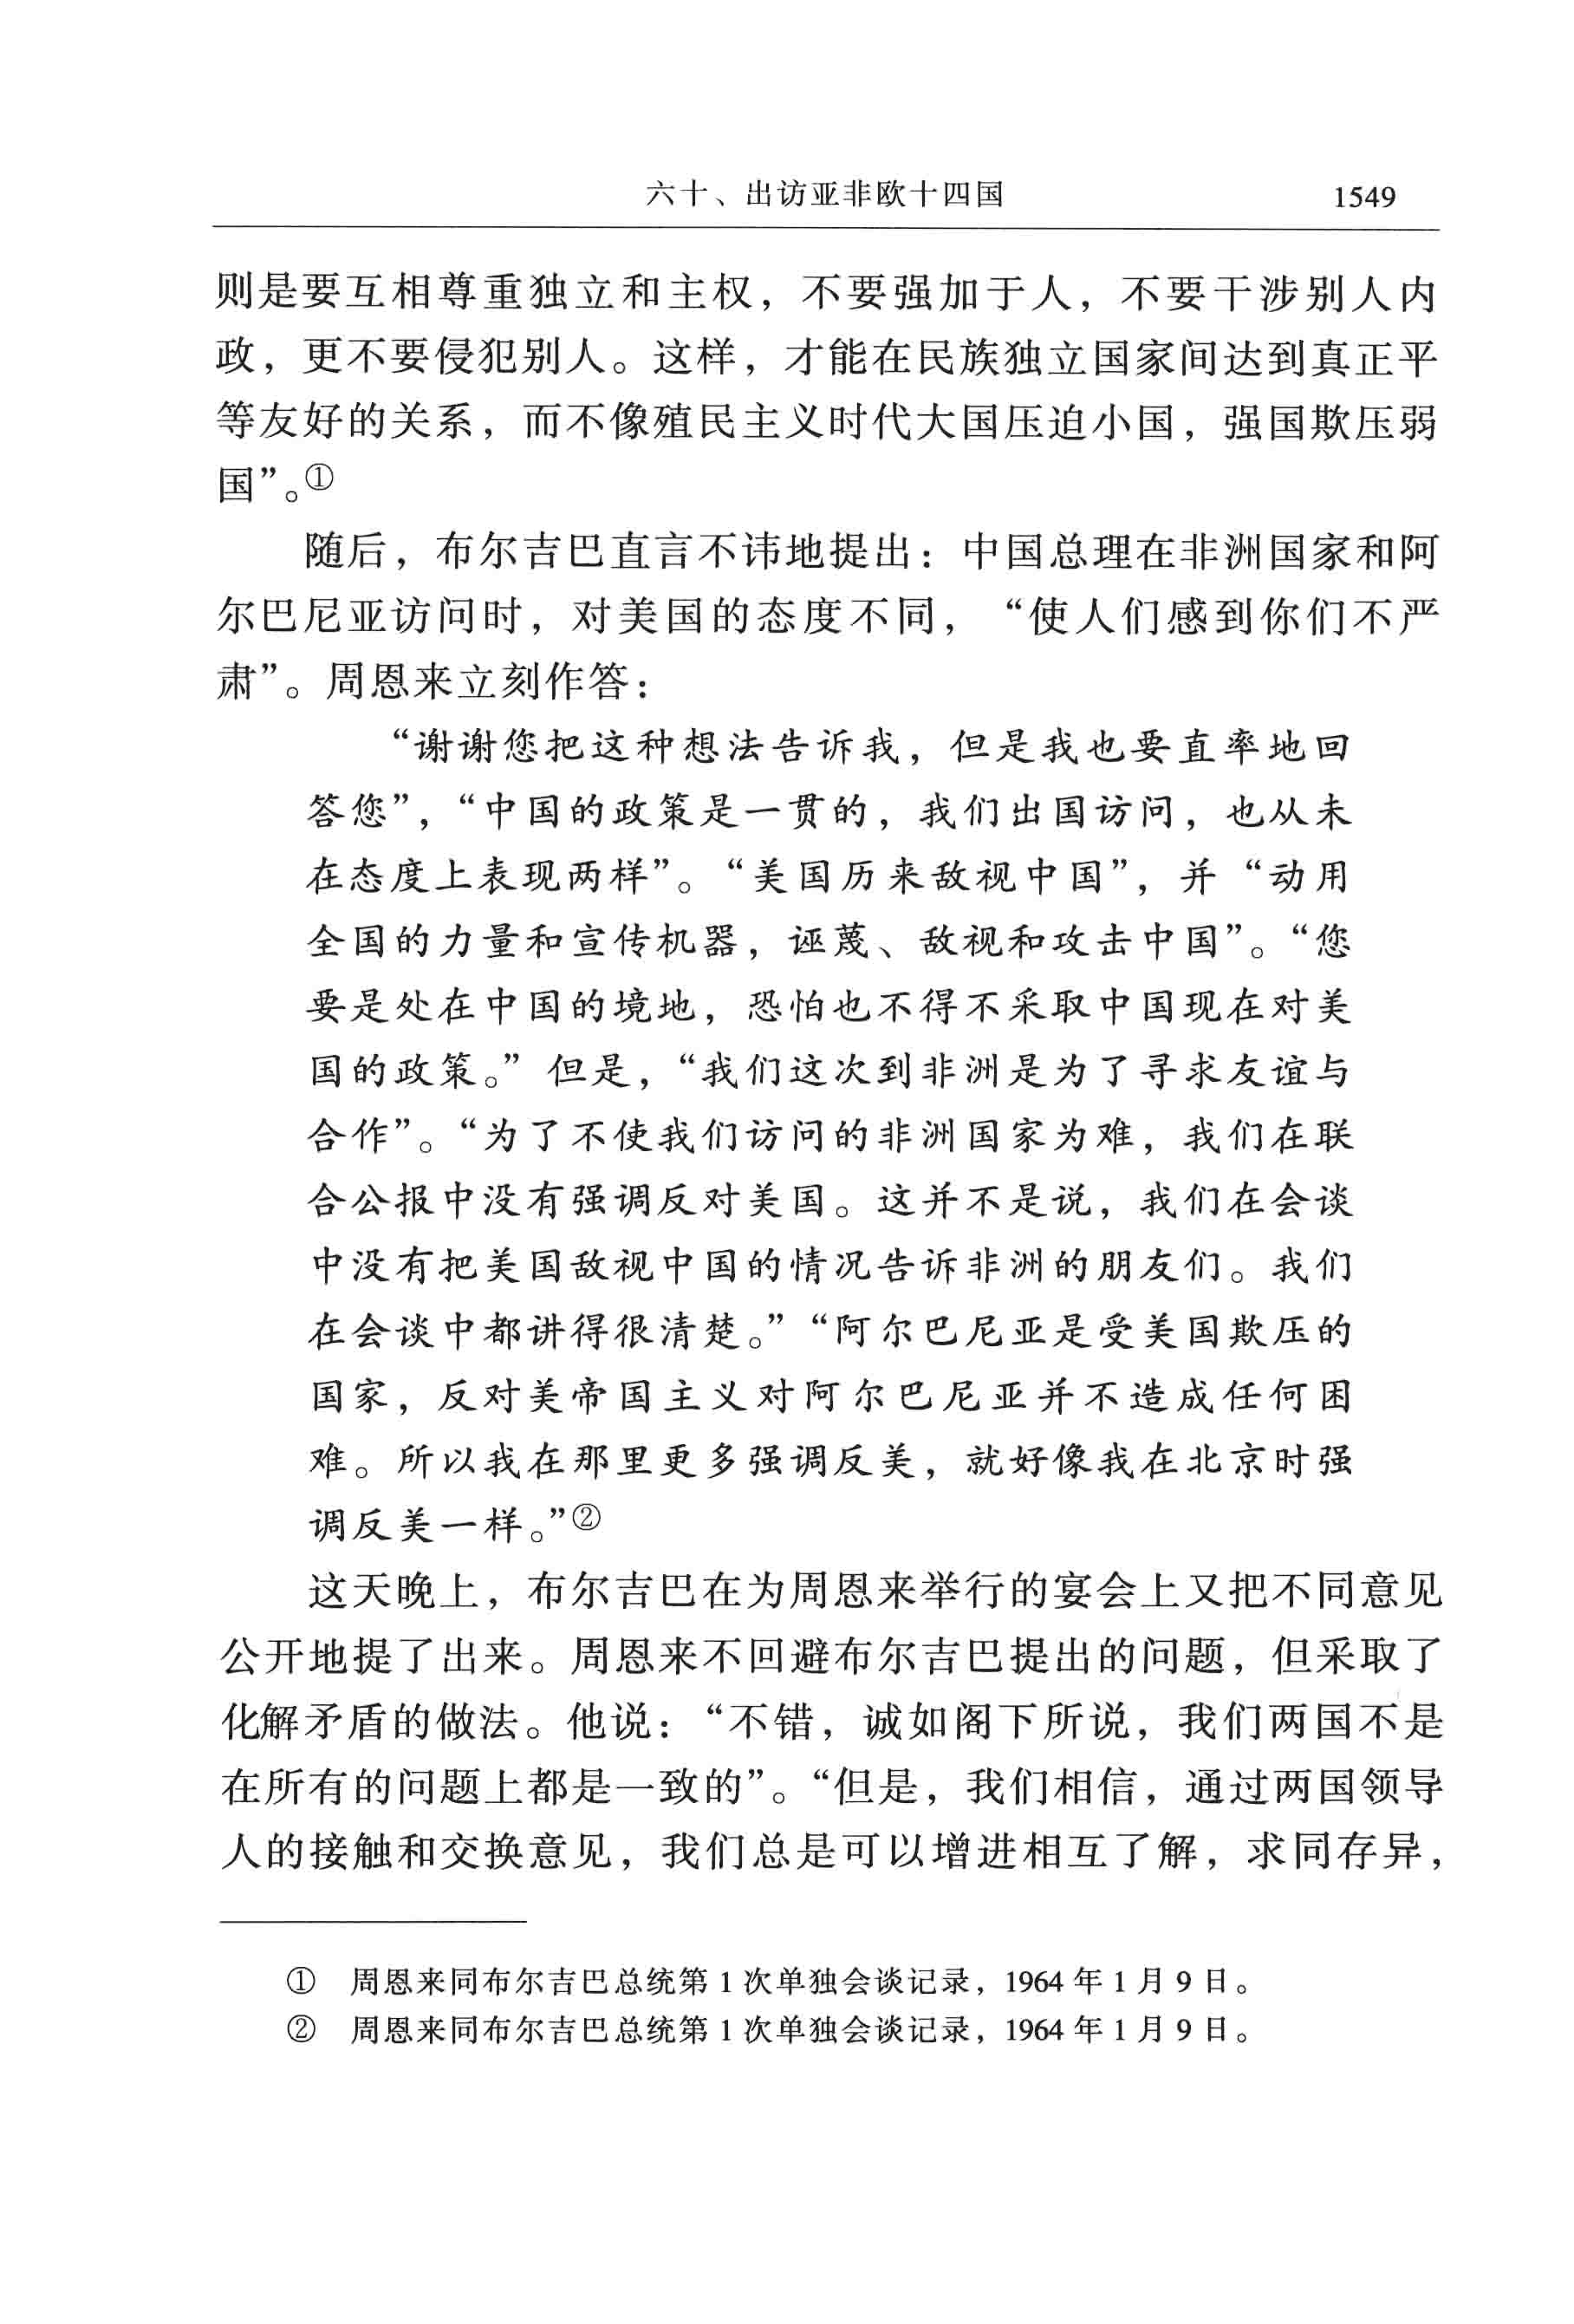 六十、出访亚非欧十四国 1549
则是要互相尊重独立和主权，不要强加于人，不要干涉别人内
政，更不要侵犯别人。这样，才能在民族独立国家间达到真正平
等友好的关系，而不像殖民主义时代大国压迫小国，强国欺压弱
国”。①
随后，布尔吉巴直言不讳地提出：中国总理在非洲国家和阿
尔巴尼亚访问时，对美国的态度不同，“使人们感到你们不严
肃”。周恩来立刻作答：
“谢谢您把这种想法告诉我，但是我也要直率地回
答您”，“中国的政策是一贯的，我们出国访问，也从未
在态度上表现两样”。“美国历来敌视中国”，并“动用
全国的力量和宣传机器，诬蔑、敌视和攻击中国”。“您
要是处在中国的境地，恐怕也不得不采取中国现在对美
国的政策。”但是，“我们这次到非洲是为了寻求友谊与
合作”。“为了不使我们访问的非洲国家为难，我们在联
合公报中没有强调反对美国。这并不是说，我们在会谈
中没有把美国敌视中国的情况告诉非洲的朋友们。我们
在会谈中都讲得很清楚。”“阿尔巴尼亚是受美国欺压的
国家，反对美帝国主义对阿尔巴尼亚并不造成任何困
难。所以我在那里更多强调反美，就好像我在北京时强
调反美一样。”②
这天晚上，布尔吉巴在为周恩来举行的宴会上又把不同意见
公开地提了出来。周恩来不回避布尔吉巴提出的问题，但采取了
化解矛盾的做法。他说：“不错，诚如阁下所说，我们两国不是
在所有的问题上都是一致的”。“但是，我们相信，通过两国领导
人的接触和交换意见，我们总是可以增进相互了解，求同存异，
① 周恩来同布尔吉巴总统第1次单独会谈记录，1964年1月9日。
② 周恩来同布尔吉巴总统第1次单独会谈记录，1964年1月9日。